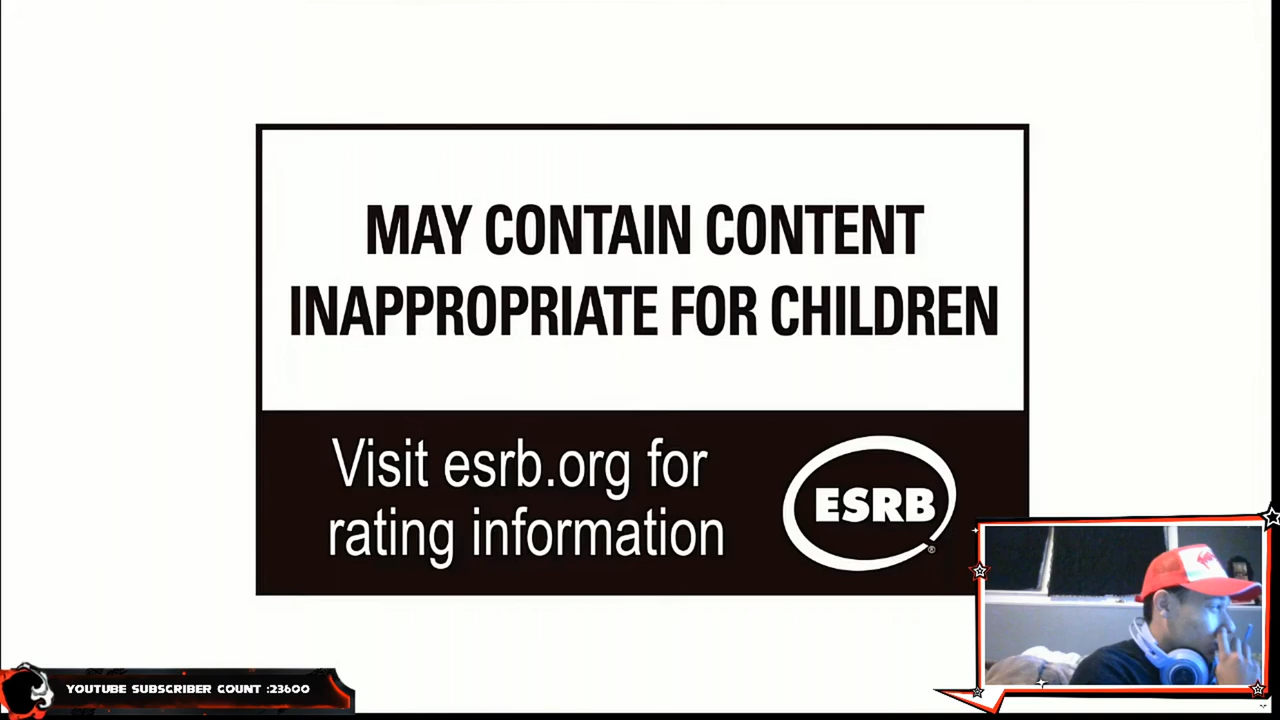 MAY CONTAIN CONTENT
INAPPROPRIATE FOR CHILDREN
Visit esrb.org for
rating information
ESRB
®
YOUTUBE SUBSCRIBER COUNT :23600